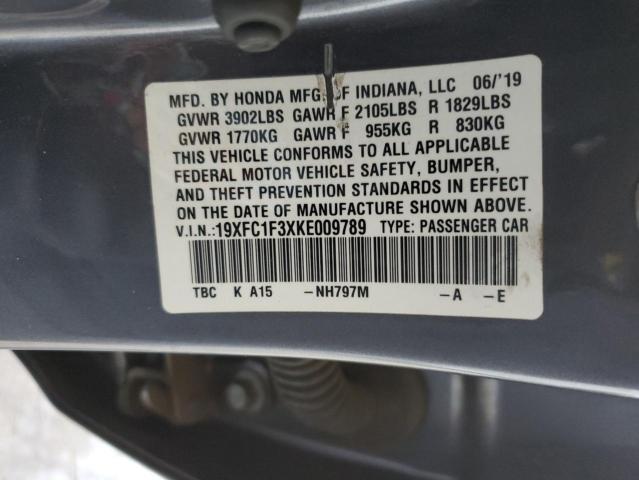 MFD. BY HONDA MFG. OF INDIANA, LLC 06/'19
GVWR 3902LBS GAWR F 2105LBS R 1829LBS
GVWR 1770KG GAWR F 955KG R 830KG
THIS VEHICLE CONFORMS TO ALL APPLICABLE
FEDERAL MOTOR VEHICLE SAFETY, BUMPER,
AND THEFT PREVENTION STANDARDS IN EFFECT
ON THE DATE OF MANUFACTURE SHOWN ABOVE.
V.I.N.:19XFC1F3XKE009789 TYPE: PASSENGER CAR
TBC K A15 -NH797M -A -E